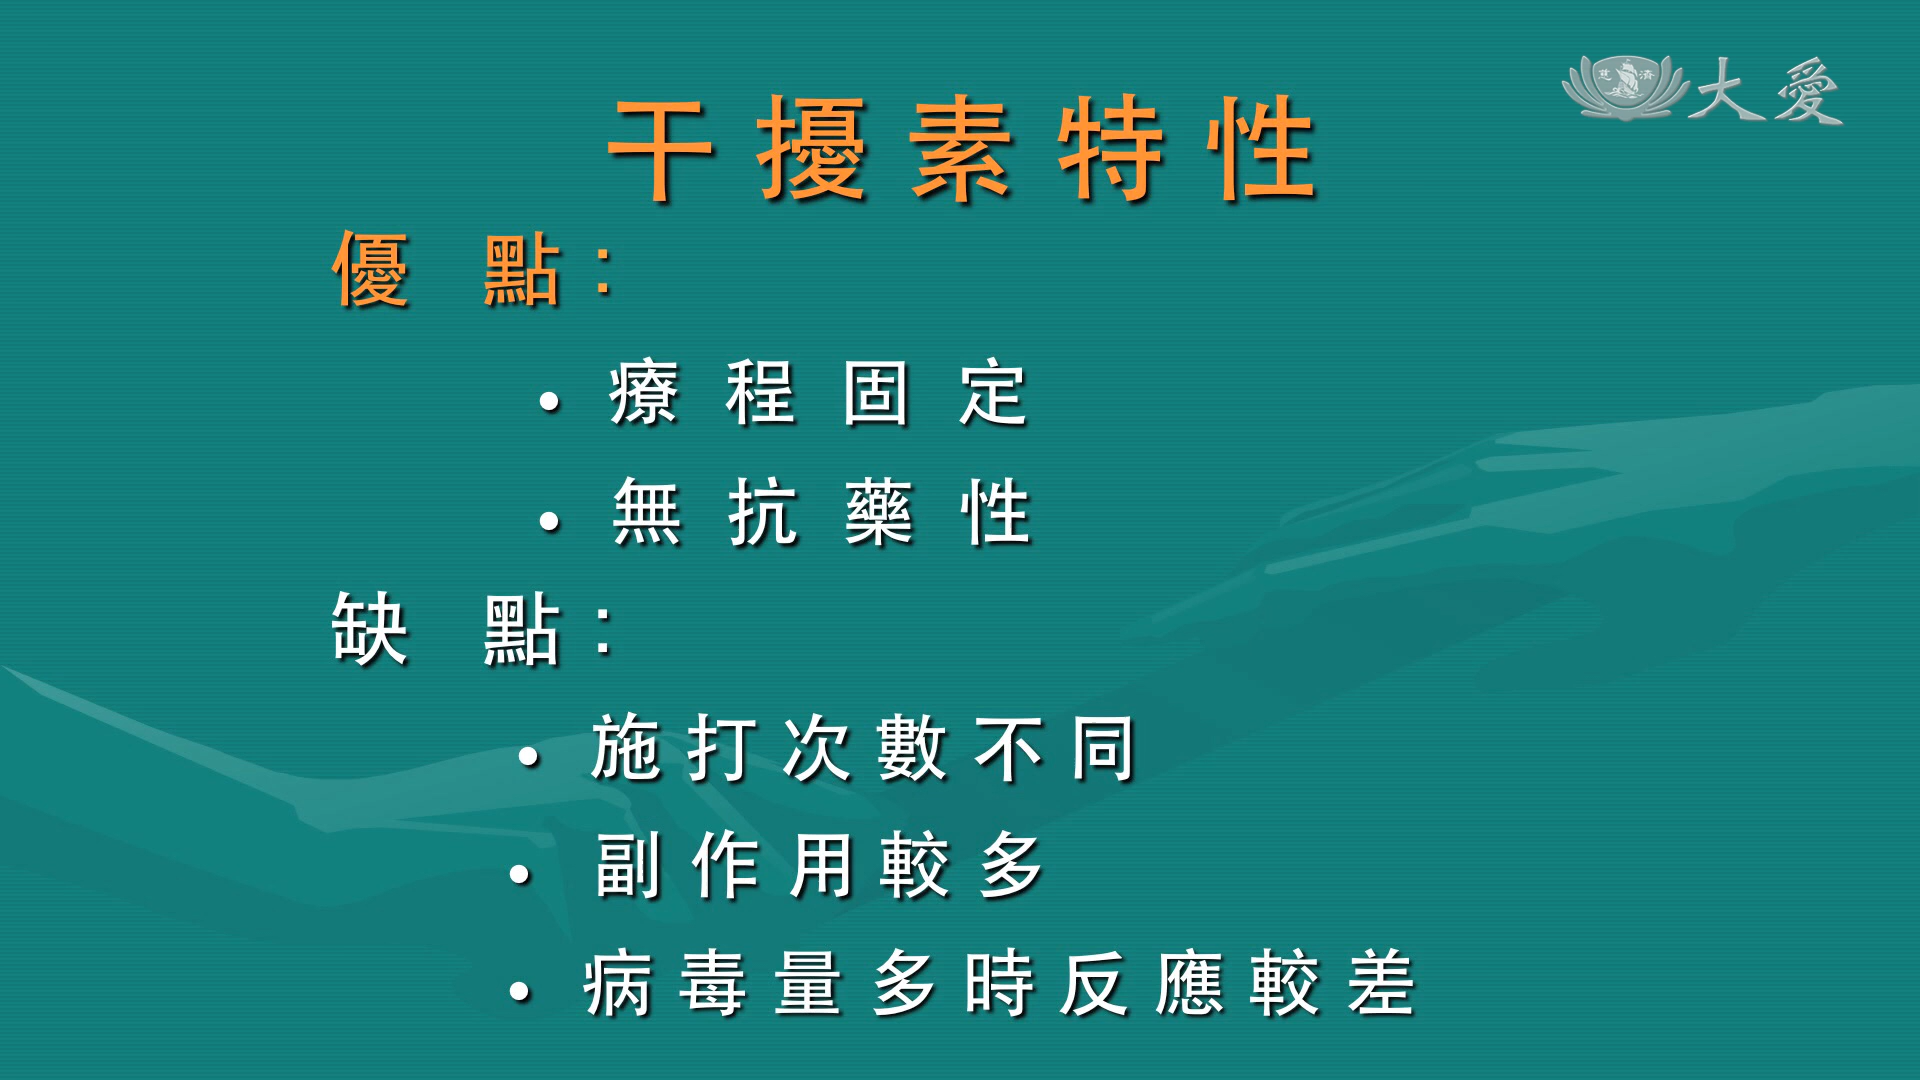 慈濟 大愛
干擾素特性
優 點：
• 療程固定
• 無抗藥性
缺 點：
• 施打次數不同
• 副作用較多
• 病毒量多時反應較差